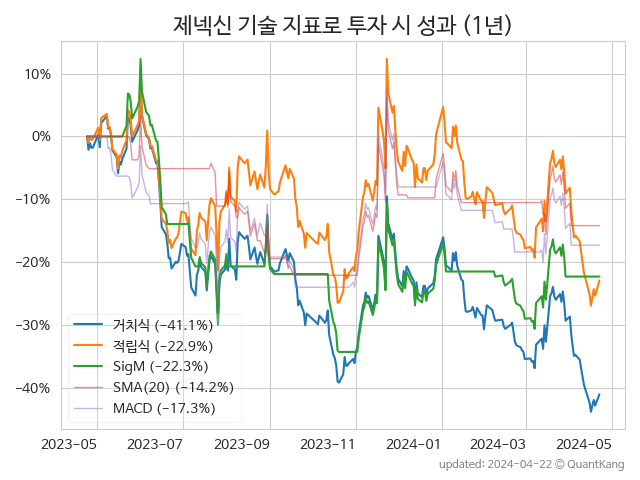 제넥신 기술 지표로 투자 시 성과 (1년)
10%
0%
−10%
−20%
−30%
−40%
거치식 (−41.1%)
적립식 (−22.9%)
SigM (−22.3%)
SMA(20) (−14.2%)
MACD (−17.3%)
2023-05
2023-07
2023-09
2023-11
2024-01
2024-03
2024-05
updated: 2024-04-22 © QuantKang